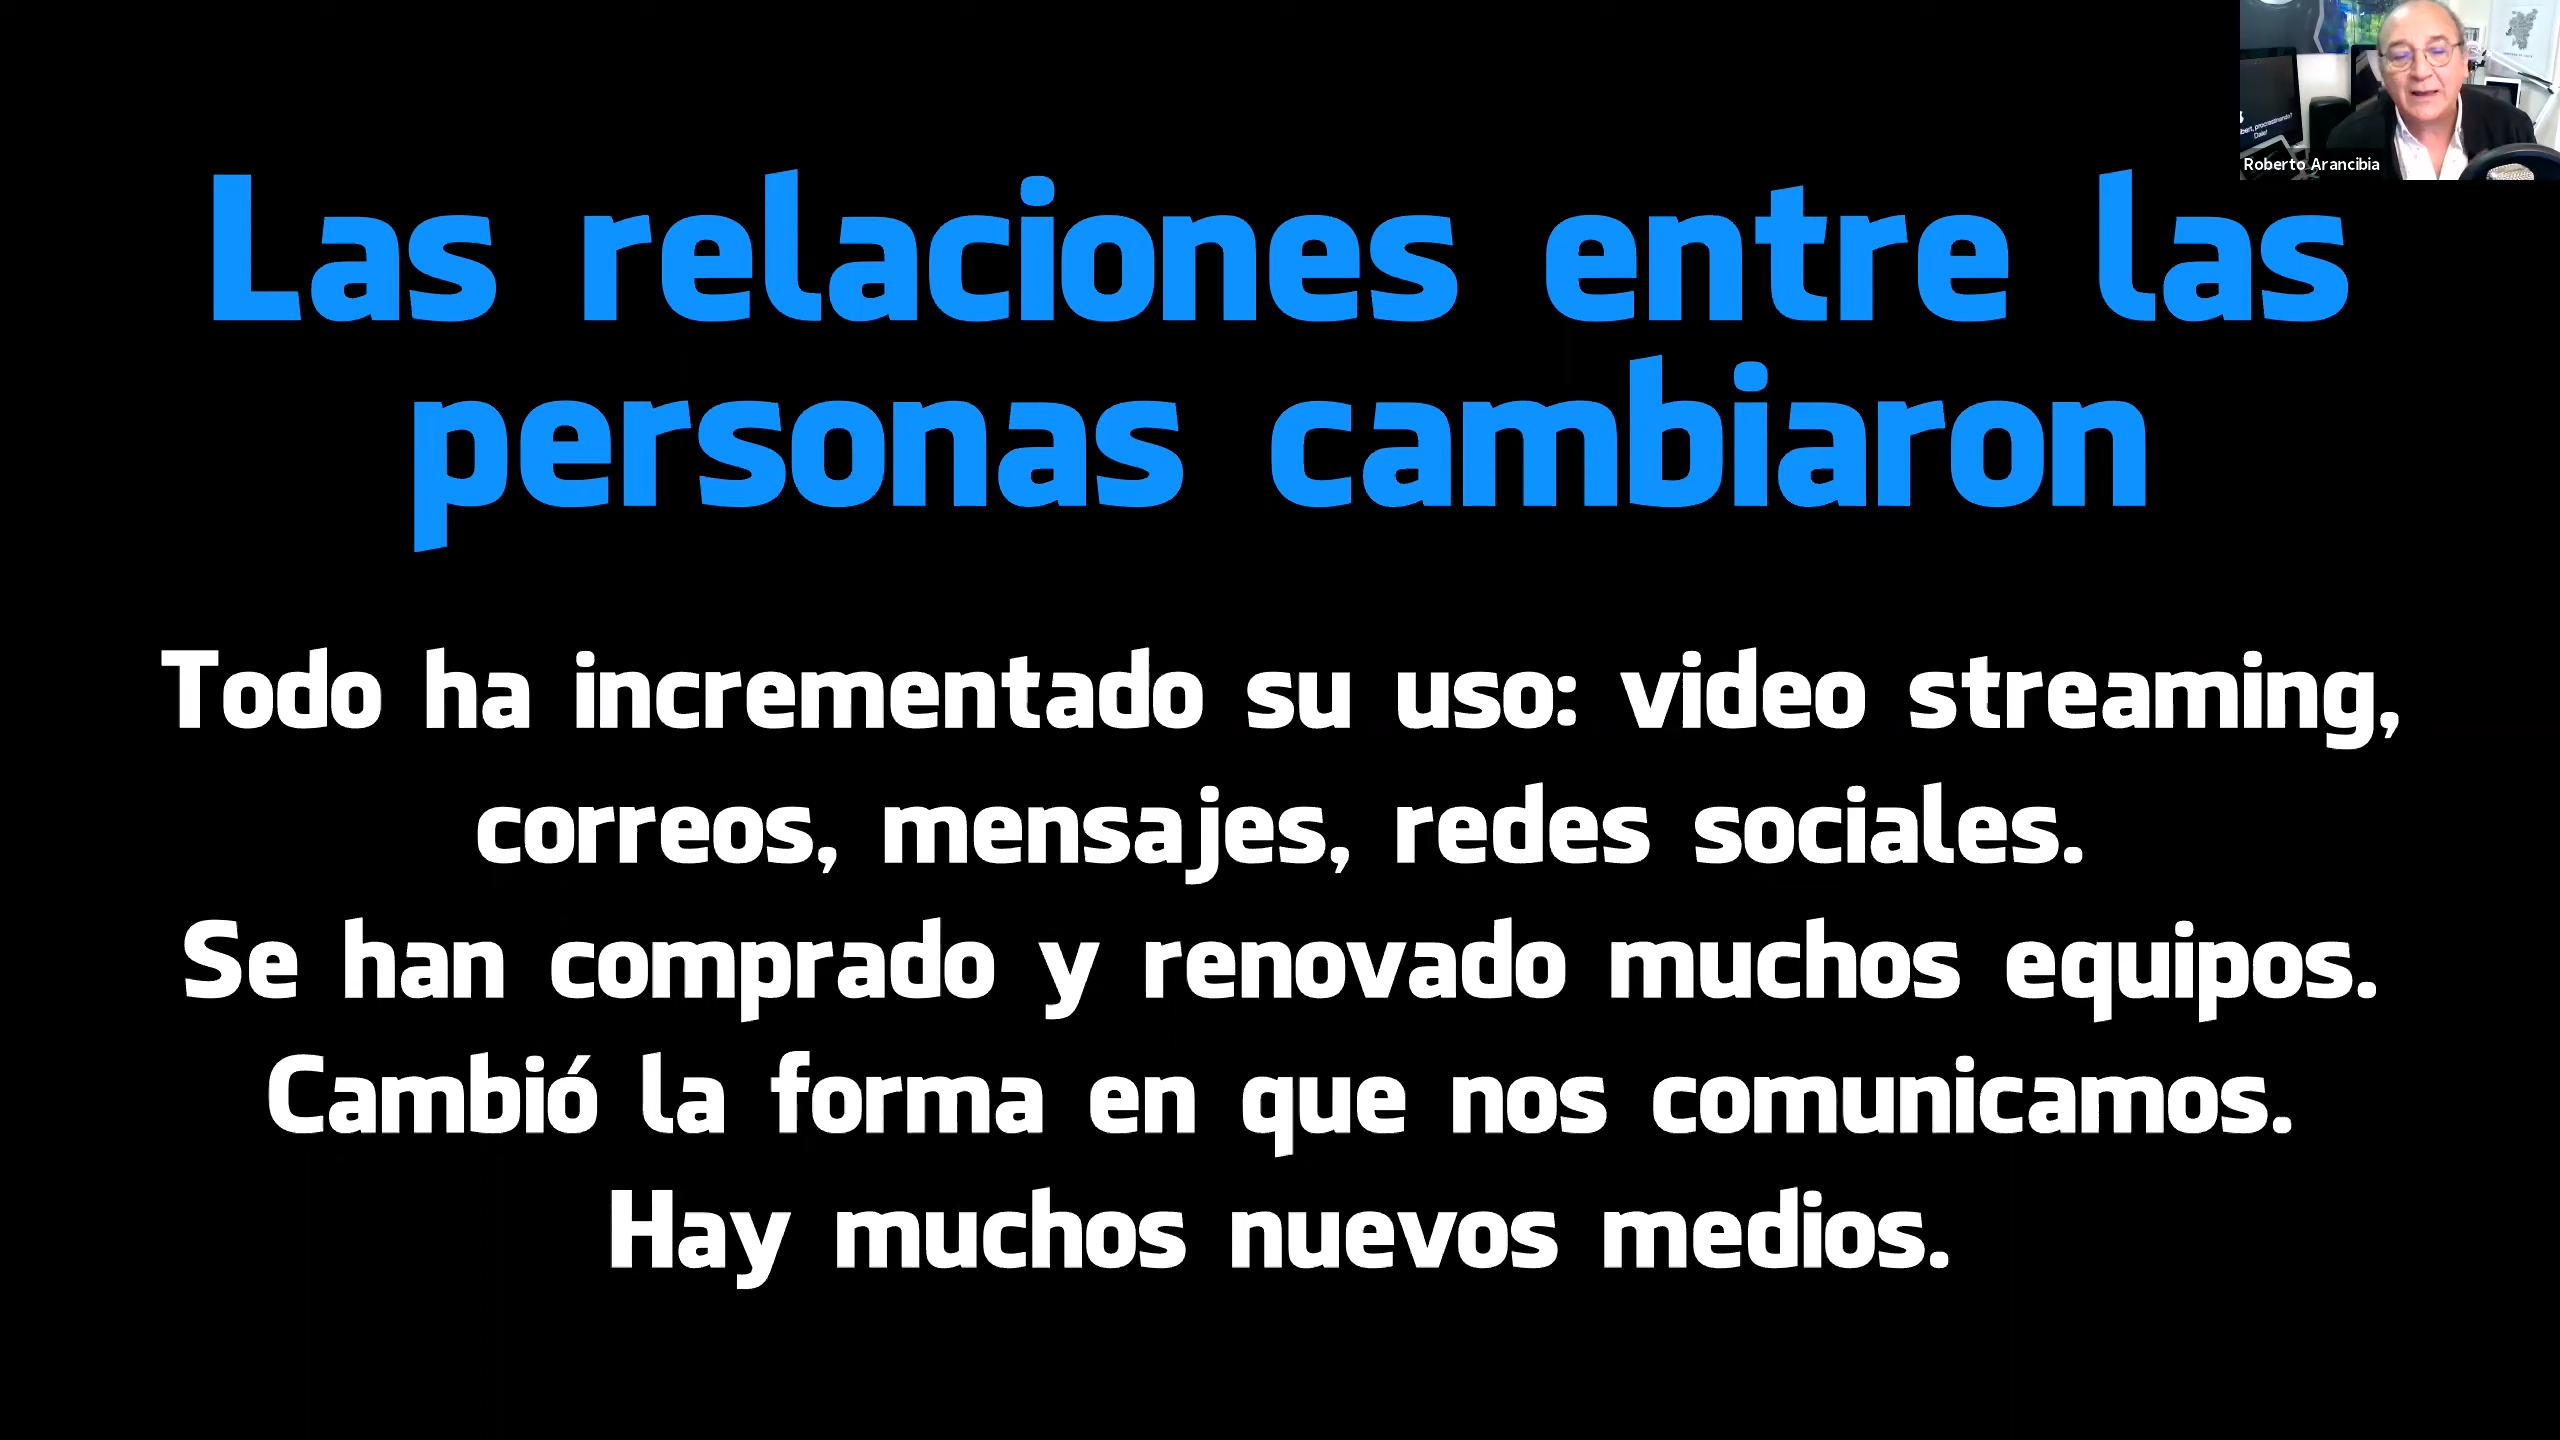 Roberto Arancibia
Las relaciones entre las
personas cambiaron
Todo ha incrementado su uso: video streaming,
correos, mensajes, redes sociales.
Se han comprado y renovado muchos equipos.
Cambió la forma en que nos comunicamos.
Hay muchos nuevos medios.